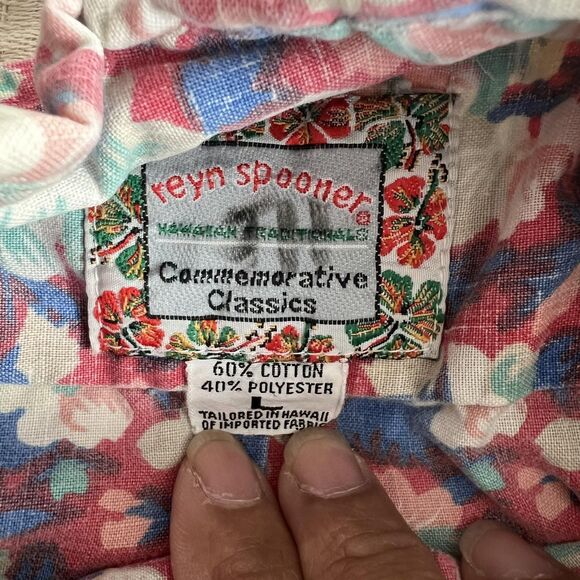 reyn spooner®
HAWAIIAN TRADITIONALS
Commemorative
Classics
60% COTTON
40% POLYESTER
L
TAILORED IN HAWAII
OF IMPORTED FABRIC